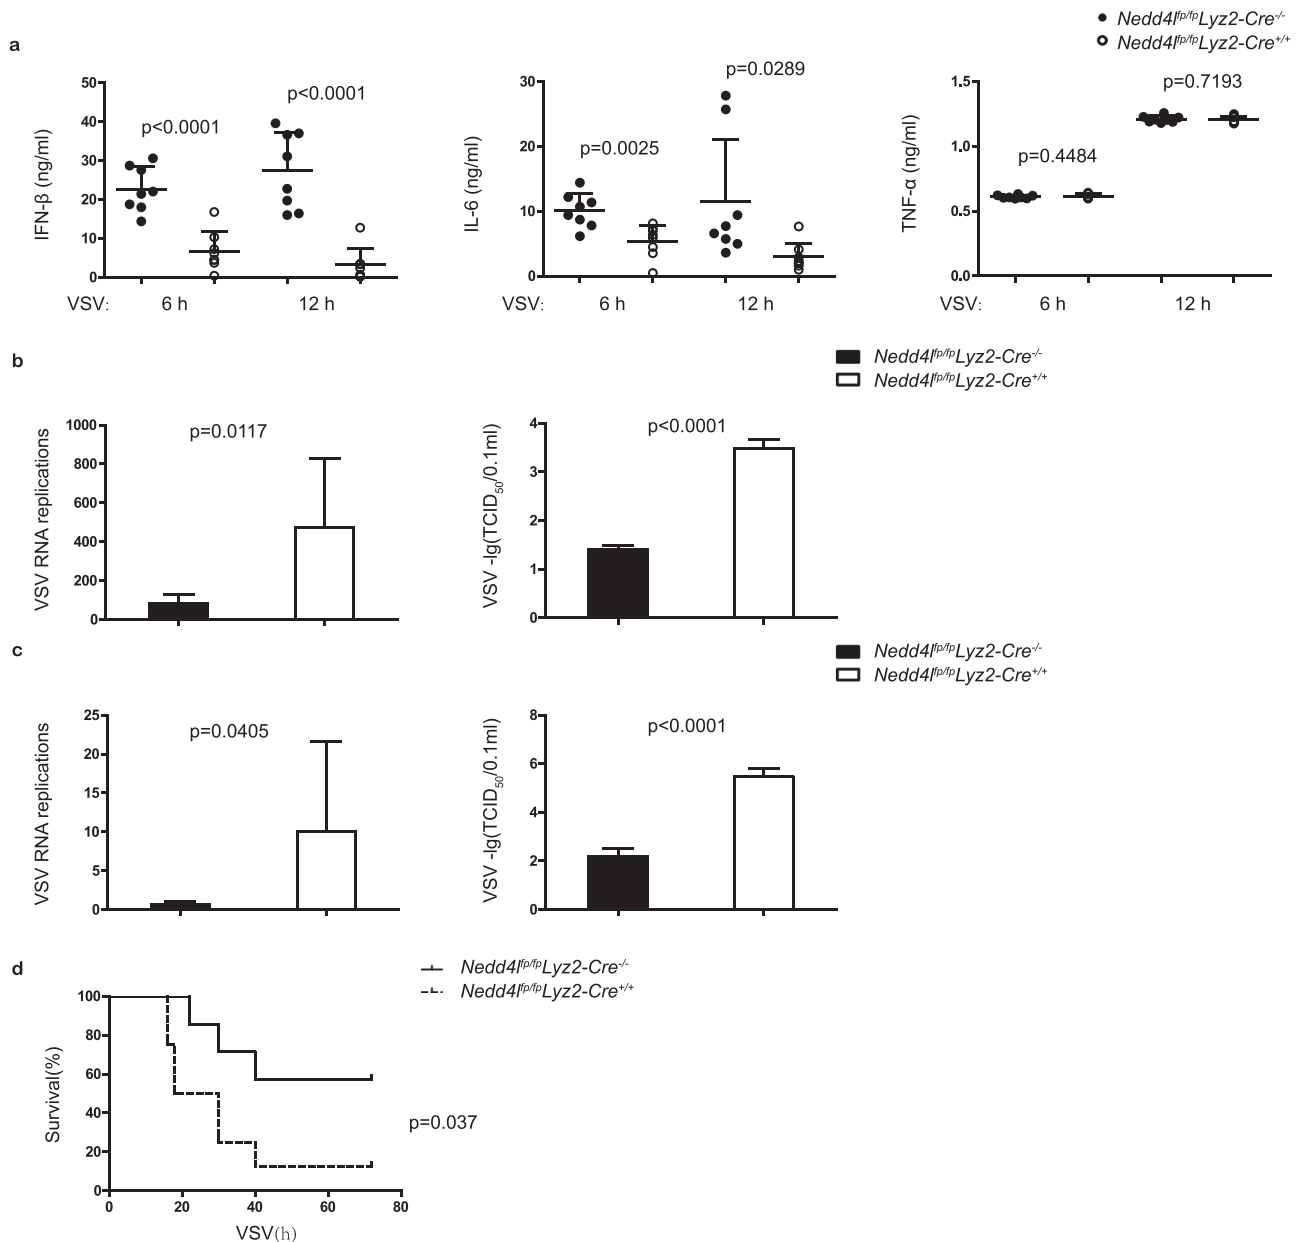 Nedd4l^fp/fp Lyz2-Cre^-/-
Nedd4l^fp/fp Lyz2-Cre^+/+
a
50
40
30
20
10
0
IFN-β (ng/ml)
p<0.0001
p<0.0001
VSV: 6 h 12 h
30
20
10
0
IL-6 (ng/ml)
p=0.0025
p=0.0289
VSV: 6 h 12 h
1.5
1.0
0.5
0.0
TNF-α (ng/ml)
p=0.4484
p=0.7193
VSV: 6 h 12 h
b
Nedd4l^fp/fp Lyz2-Cre^-/-
Nedd4l^fp/fp Lyz2-Cre^+/+
1000
800
600
400
200
0
VSV RNA replications
p=0.0117
4
3
2
1
0
VSV -lg(TCID50/0.1ml)
p<0.0001
c
Nedd4l^fp/fp Lyz2-Cre^-/-
Nedd4l^fp/fp Lyz2-Cre^+/+
25
20
15
10
5
0
VSV RNA replications
p=0.0405
8
6
4
2
0
VSV -lg(TCID50/0.1ml)
p<0.0001
d
Nedd4l^fp/fp Lyz2-Cre^-/-
Nedd4l^fp/fp Lyz2-Cre^+/+
100
80
60
40
20
0
Survival(%)
p=0.037
0 20 40 60 80
VSV(h)